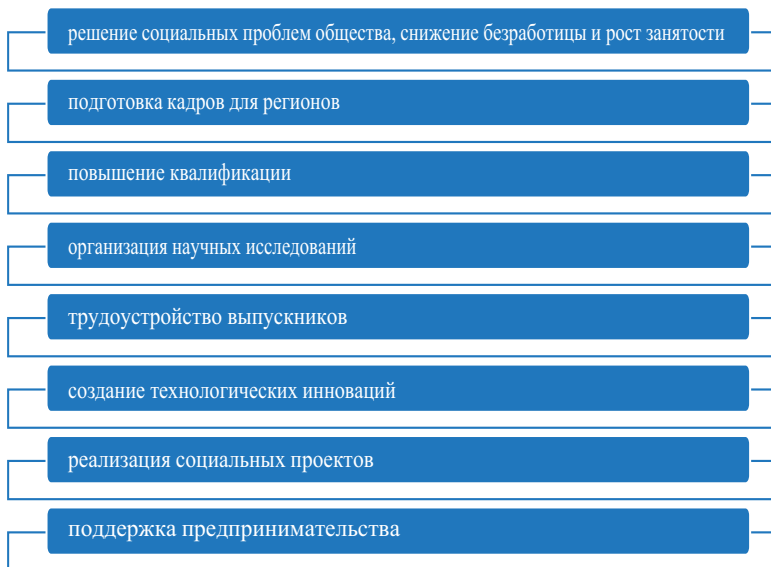 решение социальных проблем общества, снижение безработицы и рост занятости
подготовка кадров для регионов
повышение квалификации
организация научных исследований
трудоустройство выпускников
создание технологических инноваций
реализация социальных проектов
поддержка предпринимательства